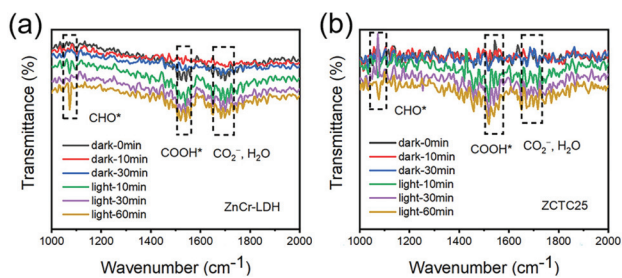 (a)
Transmittance (%)
CHO*
COOH*
CO₂⁻, H₂O
dark-0min
dark-10min
dark-30min
light-10min
light-30min
light-60min
ZnCr-LDH
1000 1200 1400 1600 1800 2000
Wavenumber (cm⁻¹)
(b)
Transmittance (%)
CHO*
COOH*
CO₂⁻, H₂O
dark-0min
dark-10min
dark-30min
light-10min
light-30min
light-60min
ZCTC25
1000 1200 1400 1600 1800 2000
Wavenumber (cm⁻¹)